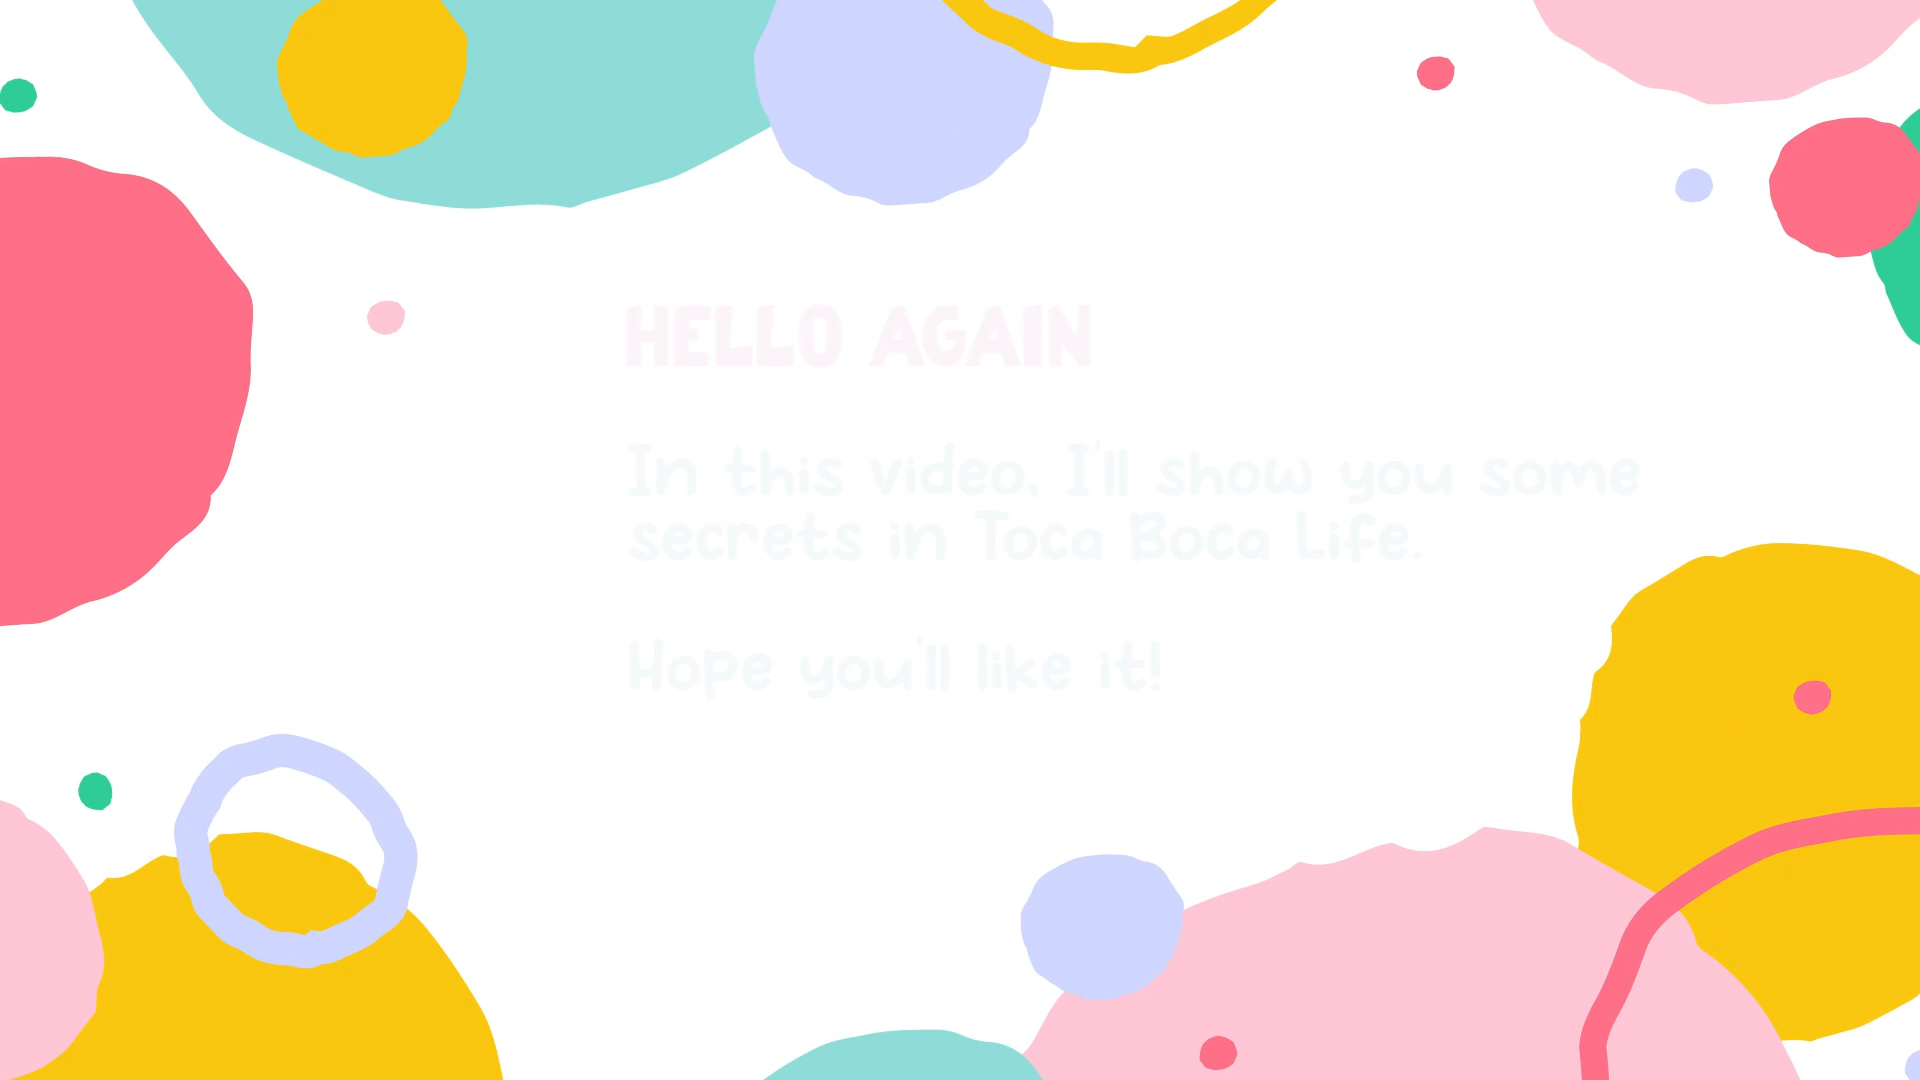 HELLO AGAIN
In this video, I'll show you some
secrets in Toca Boca Life.
Hope you'll like it!